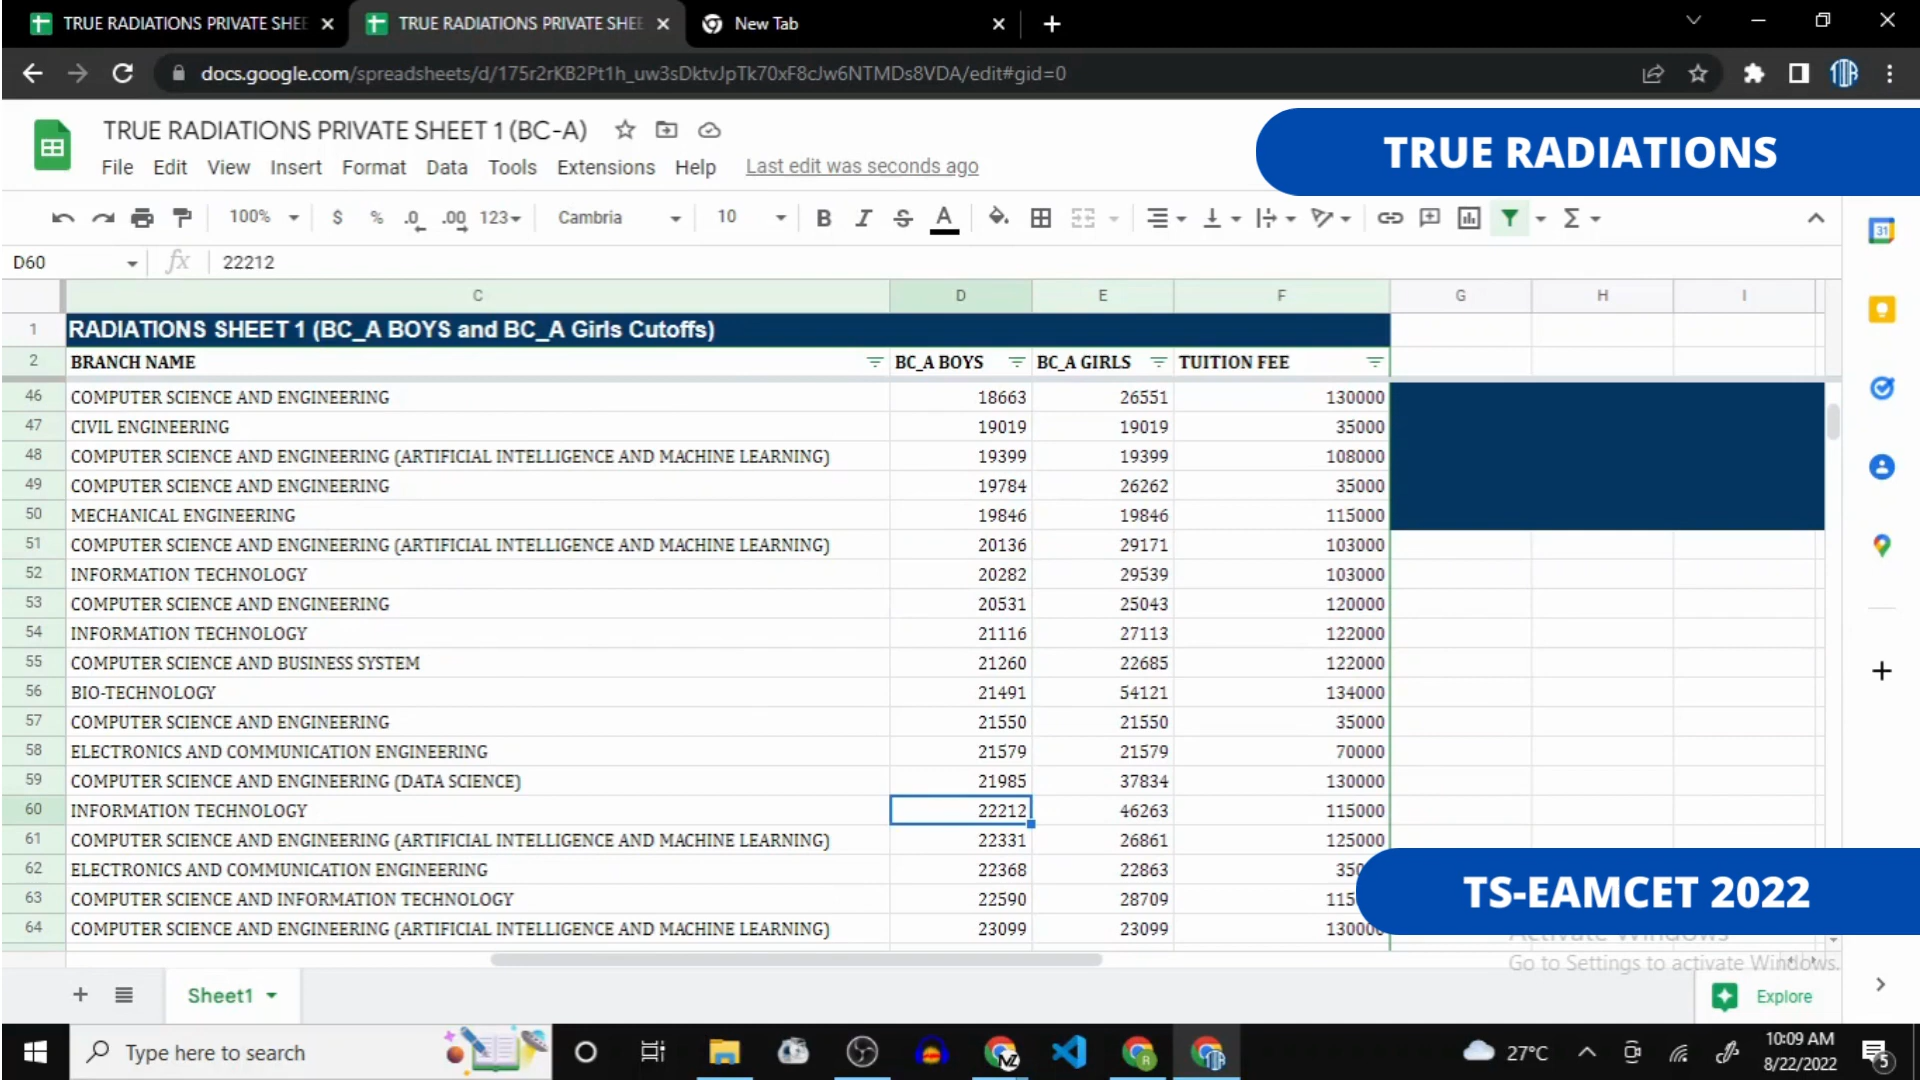 TRUE RADIATIONS PRIVATE SHEE
TRUE RADIATIONS PRIVATE SHEE
New Tab
docs.google.com/spreadsheets/d/175r2rKB2Pt1h_uw3sDktvJpTk70xF8cJw6NTMDs8VDA/edit#gid=0
TRUE RADIATIONS PRIVATE SHEET 1 (BC-A)
File Edit View Insert Format Data Tools Extensions Help Last edit was seconds ago
TRUE RADIATIONS
100% $ % .0 .00 123 Cambria 10 B I S A Σ
31
D60 fx 22212
C D E F G H I
1 RADIATIONS SHEET 1 (BC_A BOYS and BC_A Girls Cutoffs)
2 BRANCH NAME BC_A BOYS BC_A GIRLS TUITION FEE
46 COMPUTER SCIENCE AND ENGINEERING 18663 26551 130000
47 CIVIL ENGINEERING 19019 19019 35000
48 COMPUTER SCIENCE AND ENGINEERING (ARTIFICIAL INTELLIGENCE AND MACHINE LEARNING) 19399 19399 108000
49 COMPUTER SCIENCE AND ENGINEERING 19784 26262 35000
50 MECHANICAL ENGINEERING 19846 19846 115000
51 COMPUTER SCIENCE AND ENGINEERING (ARTIFICIAL INTELLIGENCE AND MACHINE LEARNING) 20136 29171 103000
52 INFORMATION TECHNOLOGY 20282 29539 103000
53 COMPUTER SCIENCE AND ENGINEERING 20531 25043 120000
54 INFORMATION TECHNOLOGY 21116 27113 122000
55 COMPUTER SCIENCE AND BUSINESS SYSTEM 21260 22685 122000
56 BIO-TECHNOLOGY 21491 54121 134000
57 COMPUTER SCIENCE AND ENGINEERING 21550 21550 35000
58 ELECTRONICS AND COMMUNICATION ENGINEERING 21579 21579 70000
59 COMPUTER SCIENCE AND ENGINEERING (DATA SCIENCE) 21985 37834 130000
60 INFORMATION TECHNOLOGY 22212 46263 115000
61 COMPUTER SCIENCE AND ENGINEERING (ARTIFICIAL INTELLIGENCE AND MACHINE LEARNING) 22331 26861 125000
62 ELECTRONICS AND COMMUNICATION ENGINEERING 22368 22863 350
63 COMPUTER SCIENCE AND INFORMATION TECHNOLOGY 22590 28709 115
64 COMPUTER SCIENCE AND ENGINEERING (ARTIFICIAL INTELLIGENCE AND MACHINE LEARNING) 23099 23099 130000
TS-EAMCET 2022
Activate Windows
Go to Settings to activate Windows.
Sheet1
Explore
Type here to search
27°C
10:09 AM
8/22/2022
5